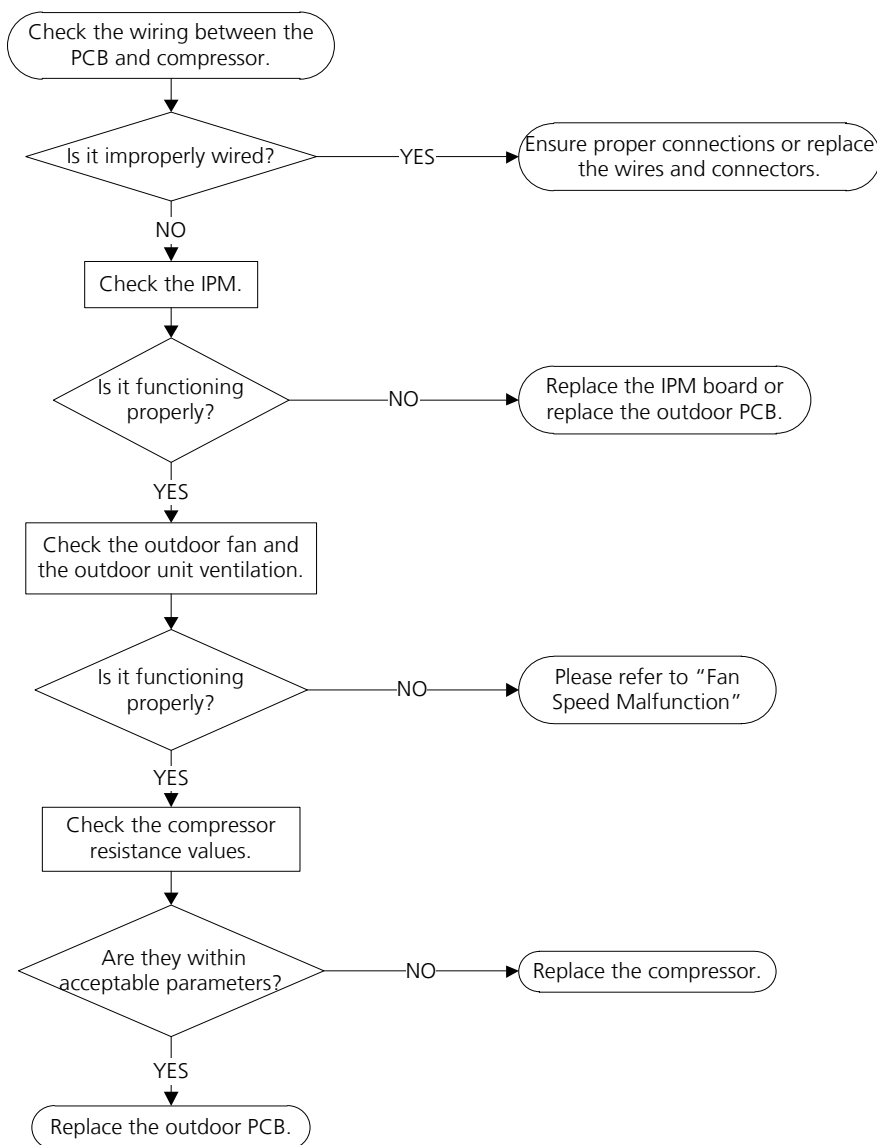 Check the wiring between the
PCB and compressor.
Is it improperly wired?
YES
Ensure proper connections or replace
the wires and connectors.
NO
Check the IPM.
Is it functioning
properly?
NO
Replace the IPM board or
replace the outdoor PCB.
YES
Check the outdoor fan and
the outdoor unit ventilation.
Is it functioning
properly?
NO
Please refer to “Fan
Speed Malfunction”
YES
Check the compressor
resistance values.
Are they within
acceptable parameters?
NO
Replace the compressor.
YES
Replace the outdoor PCB.